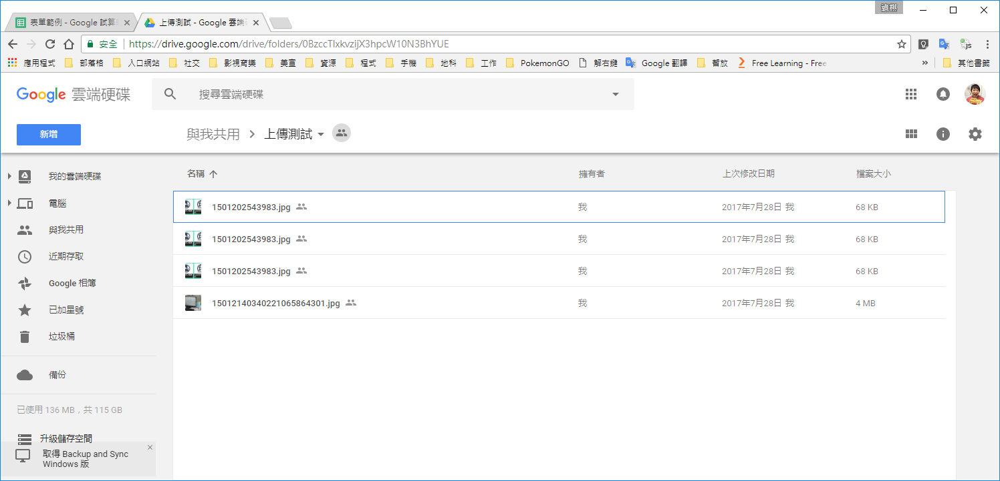 適棋
表單範例 - Google 試算
上傳測試 - Google 雲端
安全 https://drive.google.com/drive/folders/0BzccTlxkvzijX3hpcW10N3BhYUE
應用程式 部落格 入口網站 社交 影視育樂 美宣 資源 程式 手機 地科 工作 PokemonGO 解右鍵 Google 翻譯 暫放 Free Learning - Free » 其他書籤
Google 雲端硬碟 搜尋雲端硬碟
新增 與我共用 上傳測試
名稱 擁有者 上次修改日期 檔案大小
1501202543983.jpg 我 2017年7月28日 我 68 KB
1501202543983.jpg 我 2017年7月28日 我 68 KB
1501202543983.jpg 我 2017年7月28日 我 68 KB
15012140340221065864301.jpg 我 2017年7月28日 我 4 MB
我的雲端硬碟
電腦
與我共用
近期存取
Google 相簿
已加星號
垃圾桶
備份
已使用 136 MB，共 115 GB
升級儲存空間
取得 Backup and Sync
Windows 版